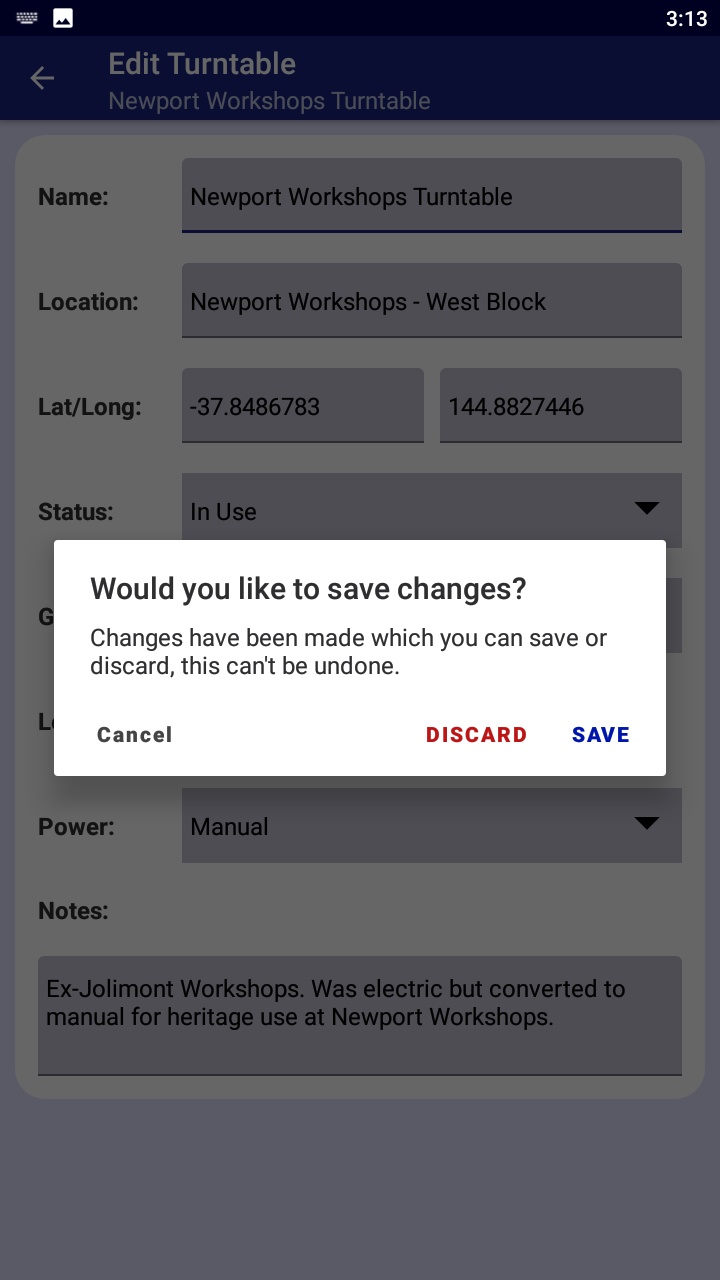 3:13
Edit Turntable
Newport Workshops Turntable
Name: Newport Workshops Turntable
Location: Newport Workshops - West Block
Lat/Long: -37.8486783 144.8827446
Status: In Use
Would you like to save changes?
Changes have been made which you can save or
discard, this can't be undone.
Cancel DISCARD SAVE
Power: Manual
Notes:
Ex-Jolimont Workshops. Was electric but converted to
manual for heritage use at Newport Workshops.